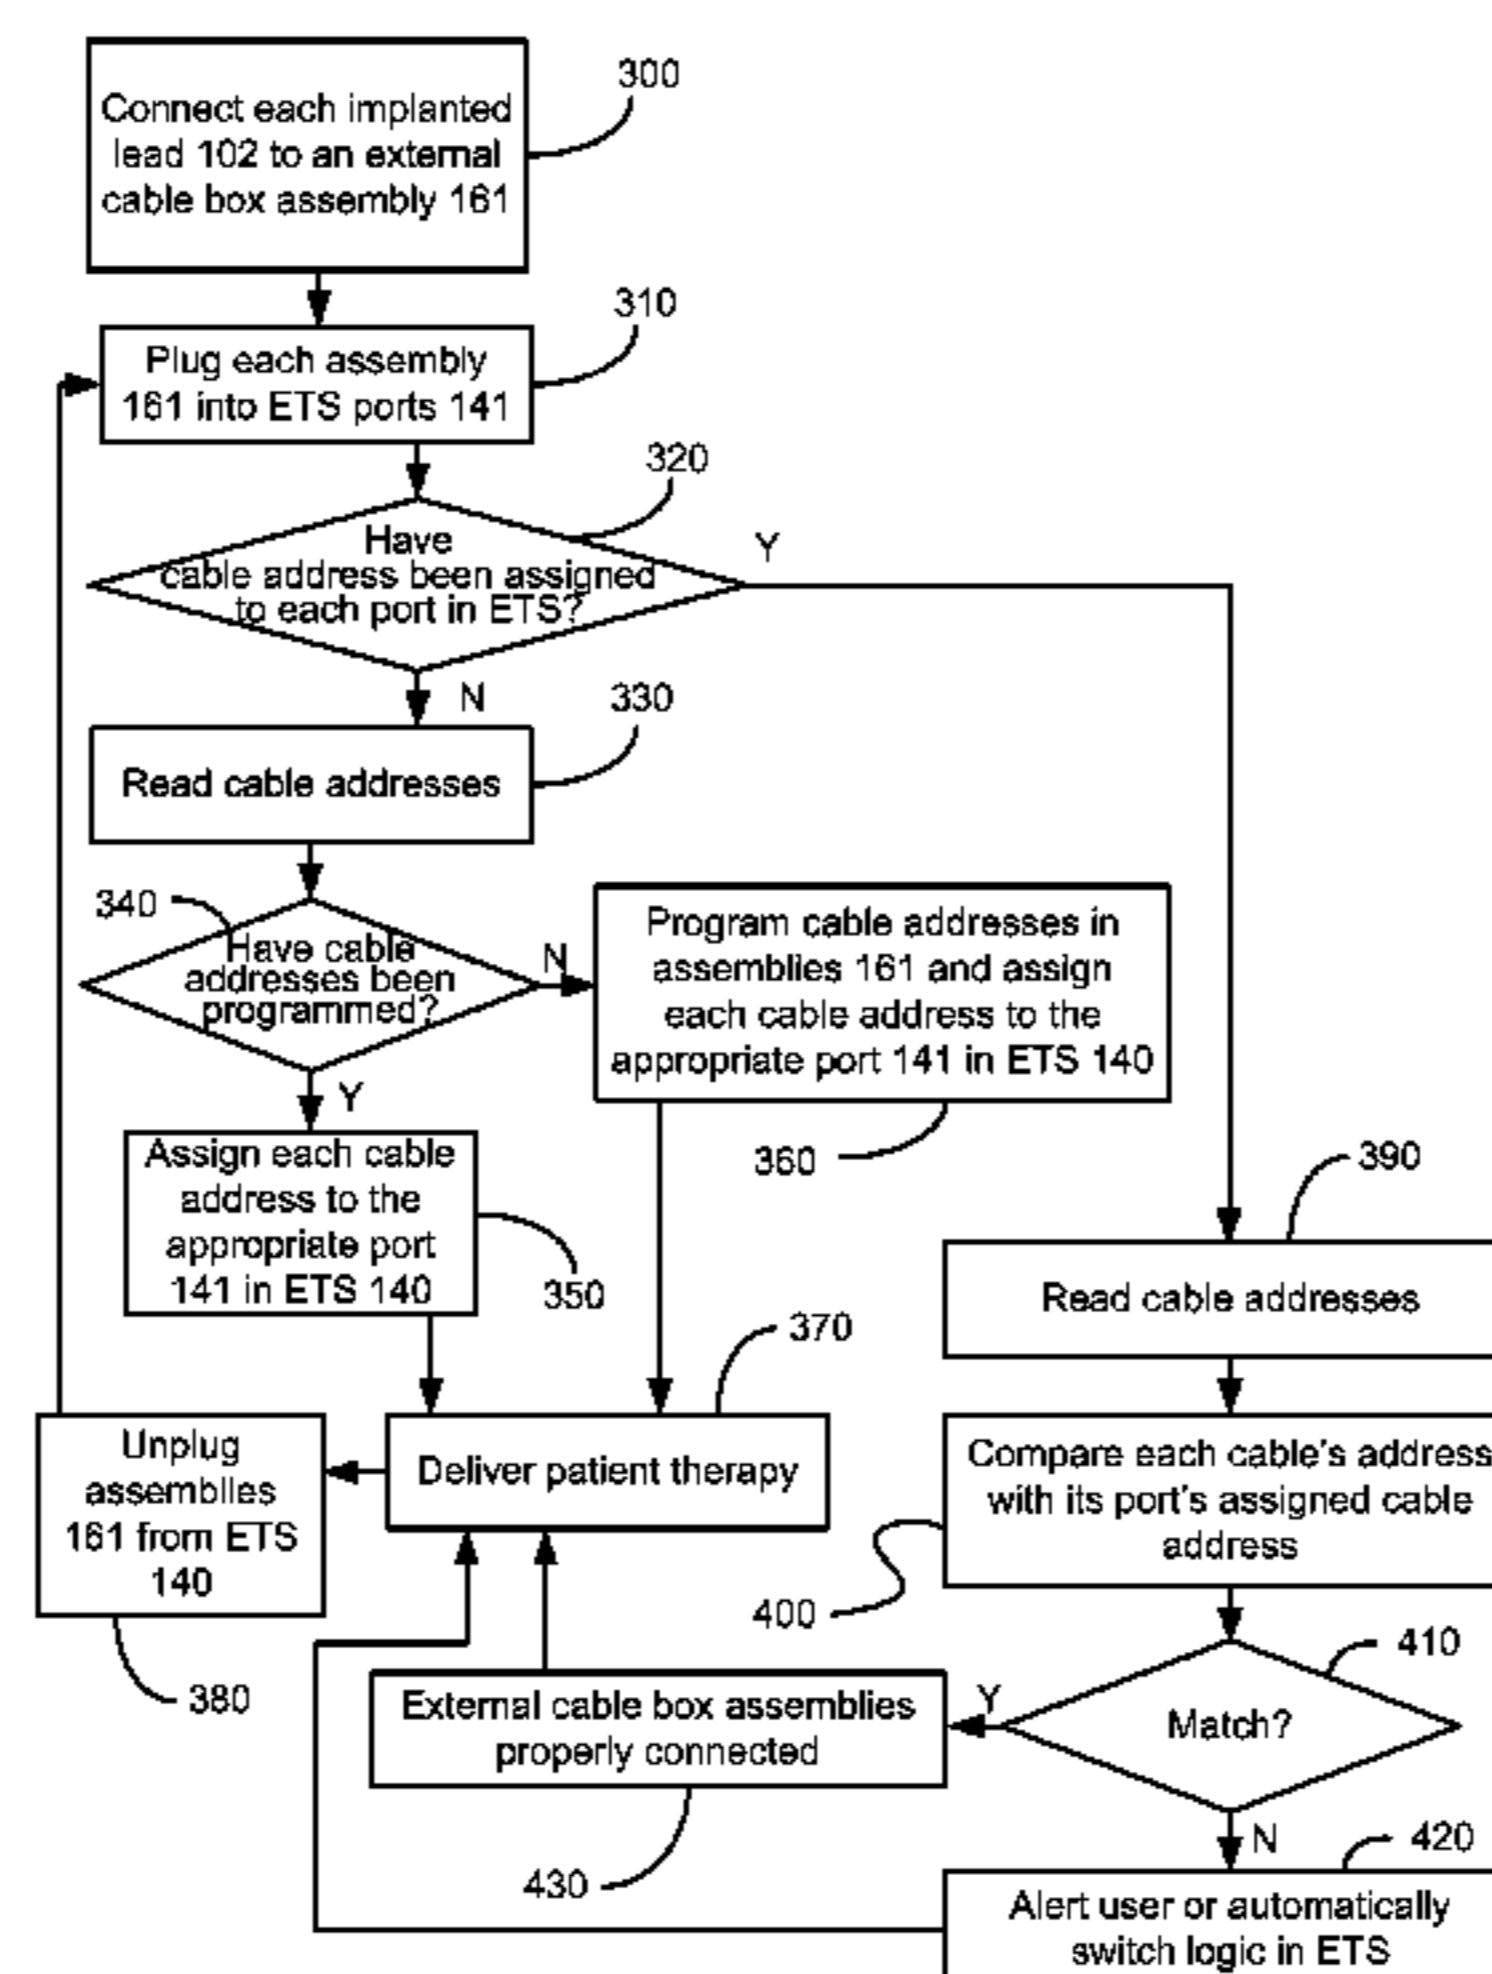 300
Connect each implanted
lead 102 to an external
cable box assembly 161
310
Plug each assembly
161 into ETS ports 141
320
Have
cable address been assigned
to each port in ETS?
Y
N
330
Read cable addresses
340
Have cable
addresses been
programmed?
N
Program cable addresses in
assemblies 161 and assign
each cable address to the
appropriate port 141 in ETS 140
Y
360
Assign each cable
address to the
appropriate port
141 in ETS 140
350
390
Read cable addresses
370
Deliver patient therapy
Unplug
assemblies
161 from ETS
140
380
Compare each cable's address
with its port's assigned cable
address
400
410
Match?
Y
External cable box assemblies
properly connected
430
N
420
Alert user or automatically
switch logic in ETS